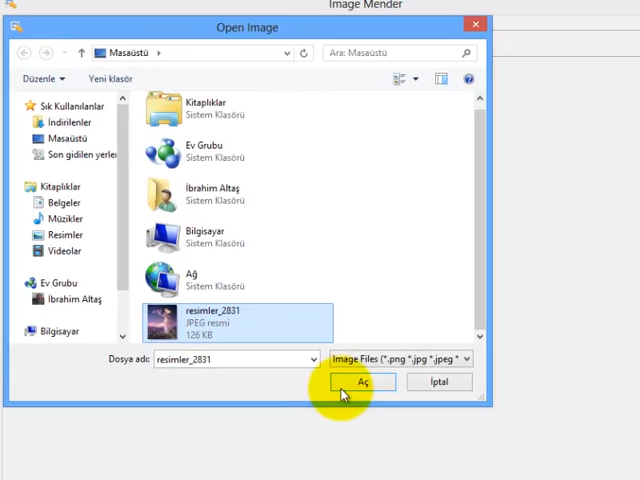 Image Mender
Open Image
Masaüstü
Ara: Masaüstü
Düzenle
Yeni klasör
Sık Kullanılanlar
İndirilenler
Masaüstü
Son gidilen yerler
Kitaplıklar
Belgeler
Müzikler
Resimler
Videolar
Ev Grubu
İbrahim Altaş
Bilgisayar
Kitaplıklar
Sistem Klasörü
Ev Grubu
Sistem Klasörü
İbrahim Altaş
Sistem Klasörü
Bilgisayar
Sistem Klasörü
Ağ
Sistem Klasörü
resimler_2831
JPEG resmi
126 KB
Dosya adı:
resimler_2831
Image Files (*.png *.jpg *.jpeg *
Aç
İptal